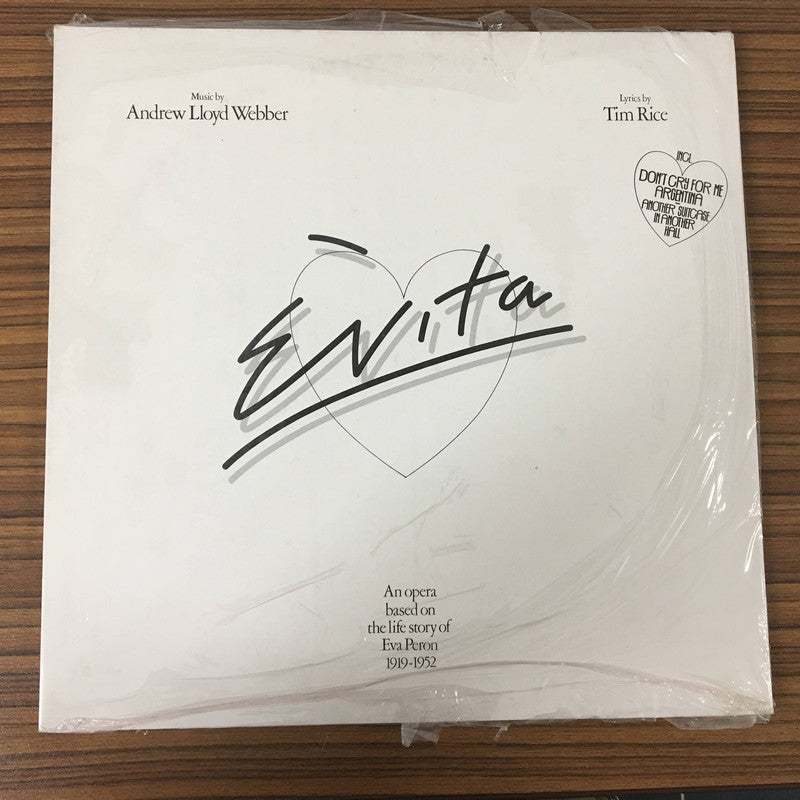 Music by
Andrew Lloyd Webber
Lyrics by
Tim Rice
INCL.
DON'T CRY FOR ME
ARGENTINA
ANOTHER SUITCASE
IN ANOTHER
HALL
Evita
An opera
based on
the life story of
Eva Peron
1919-1952